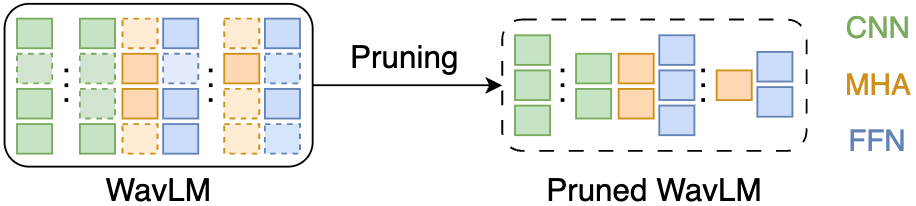 Pruning
CNN
MHA
FFN
WavLM
Pruned WavLM